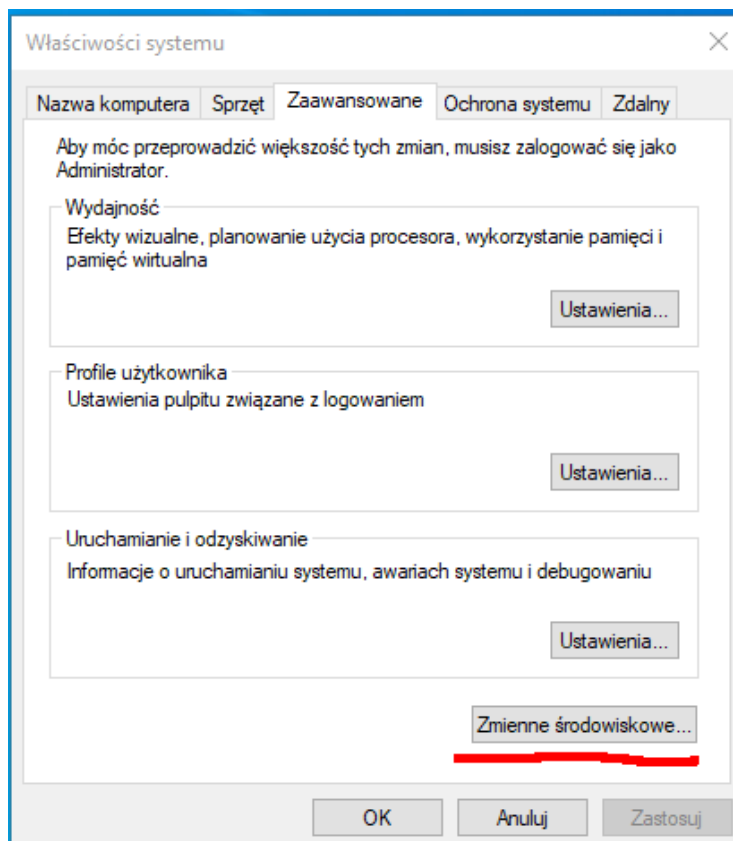 Właściwości systemu
Nazwa komputera Sprzęt Zaawansowane Ochrona systemu Zdalny
Aby móc przeprowadzić większość tych zmian, musisz zalogować się jako
Administrator.
Wydajność
Efekty wizualne, planowanie użycia procesora, wykorzystanie pamięci i
pamięć wirtualna
Ustawienia...
Profile użytkownika
Ustawienia pulpitu związane z logowaniem
Ustawienia...
Uruchamianie i odzyskiwanie
Informacje o uruchamianiu systemu, awariach systemu i debugowaniu
Ustawienia...
Zmienne środowiskowe...
OK Anuluj Zastosuj